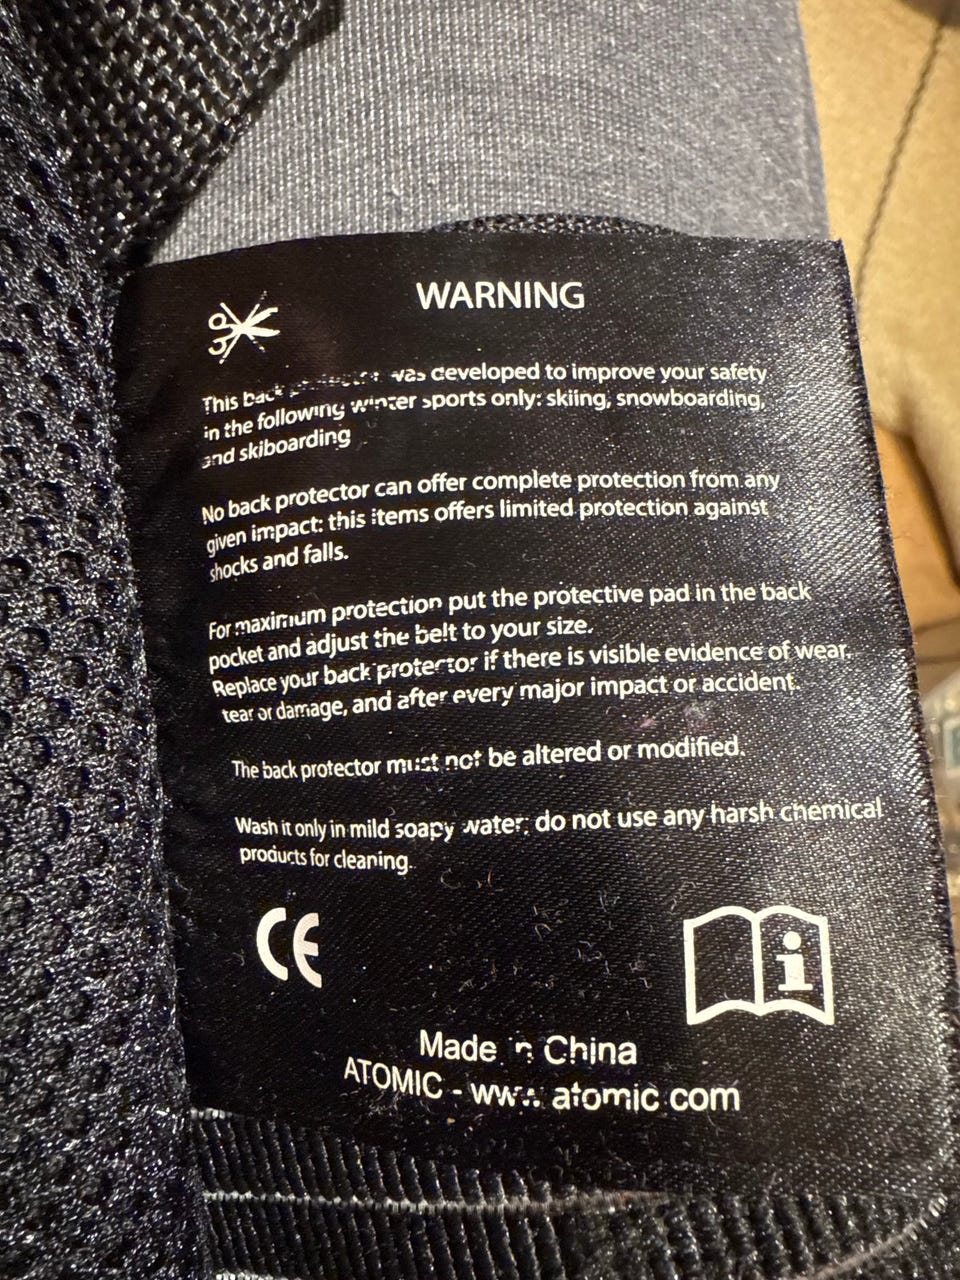 WARNING
This back protector was developed to improve your safety
in the following winter sports only: skiing, snowboarding,
and skiboarding
No back protector can offer complete protection from any
given impact: this items offers limited protection against
shocks and falls.
For maximum protection put the protective pad in the back
pocket and adjust the belt to your size.
Replace your back protector if there is visible evidence of wear,
tear or damage, and after every major impact or accident.
The back protector must not be altered or modified.
Wash it only in mild soapy water; do not use any harsh chemical
products for cleaning.
CE
i
Made in China
ATOMIC - www.atomic.com